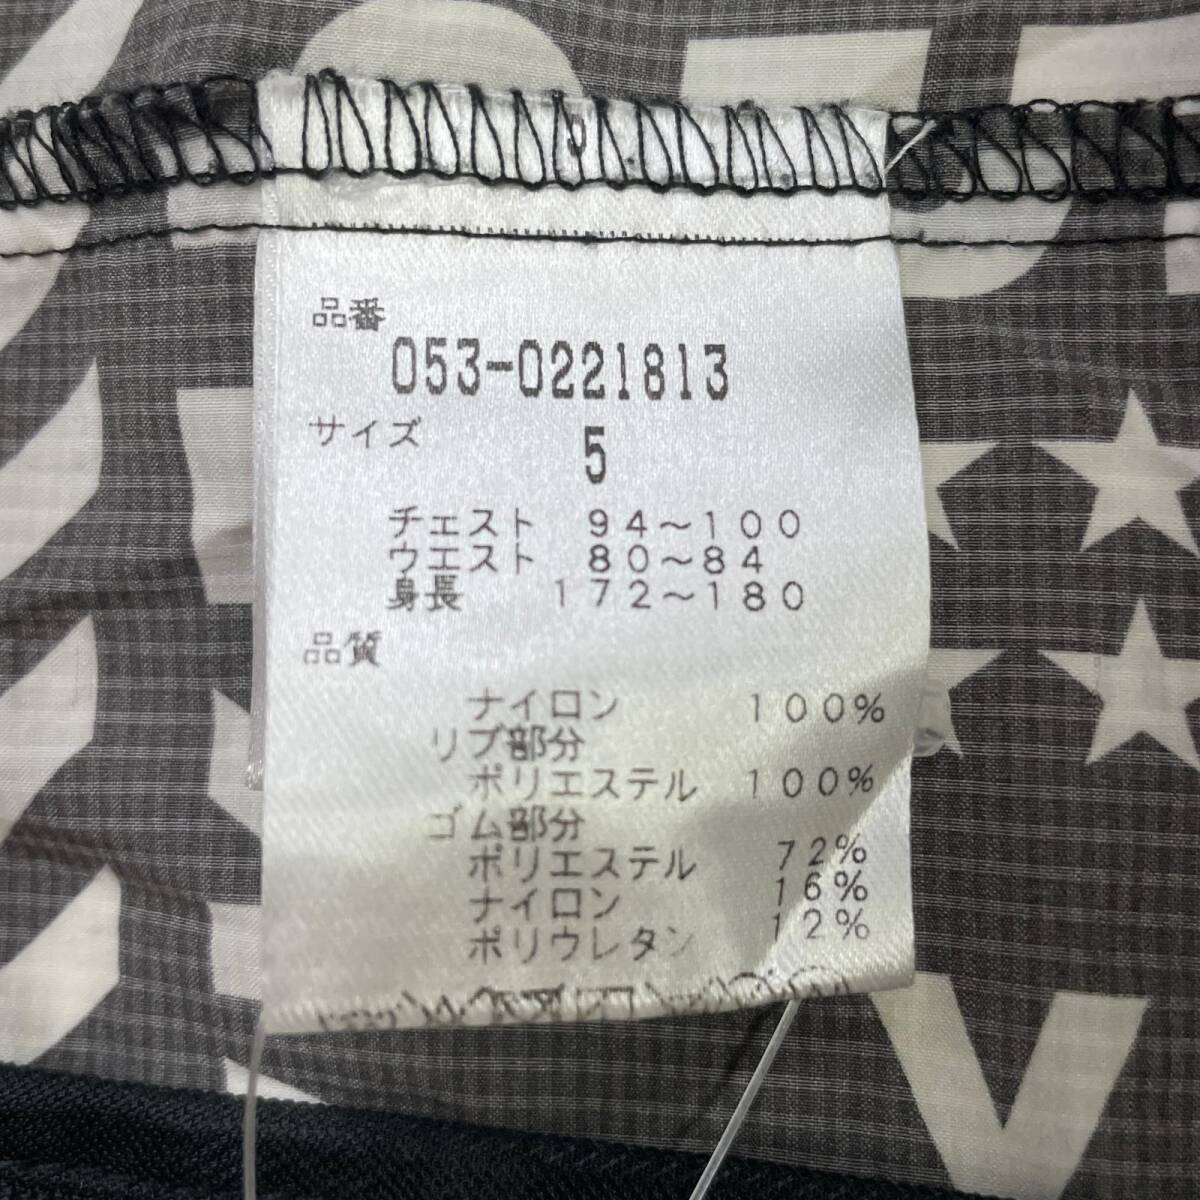 品番
053-0221813
サイズ 5
チェスト 94~100
ウエスト 80~84
身長 172~180
品質
ナイロン 100%
リブ部分
ポリエステル 100%
ゴム部分
ポリエステル 72%
ナイロン 16%
ポリウレタン 12%